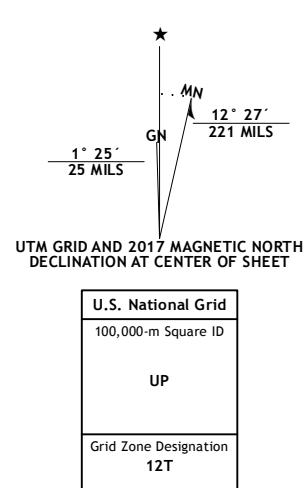 ★
MN
GN
12° 27´
221 MILS
1° 25´
25 MILS
UTM GRID AND 2017 MAGNETIC NORTH
DECLINATION AT CENTER OF SHEET
U.S. National Grid
100,000-m Square ID
UP
Grid Zone Designation
12T